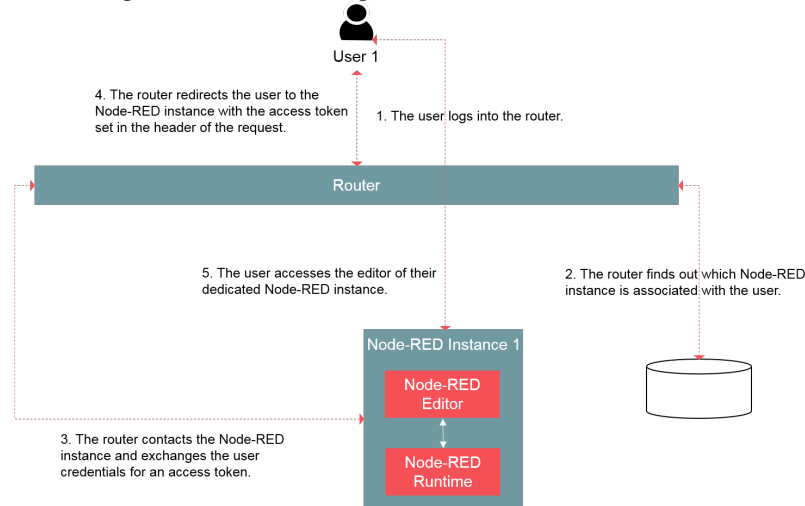 User 1
4. The router redirects the user to the
Node-RED instance with the access token
set in the header of the request.
1. The user logs into the router.
Router
5. The user accesses the editor of their
dedicated Node-RED instance.
2. The router finds out which Node-RED
instance is associated with the user.
Node-RED Instance 1
Node-RED
Editor
3. The router contacts the Node-RED
instance and exchanges the user
credentials for an access token.
Node-RED
Runtime